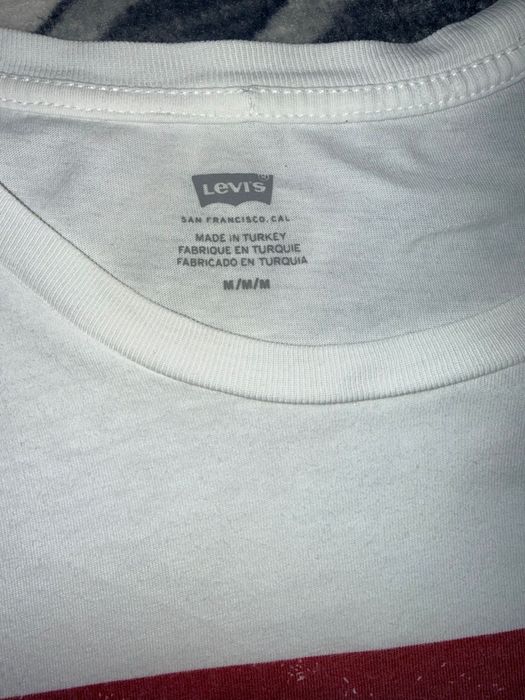 Levi's®
SAN FRANCISCO, CAL
MADE IN TURKEY
FABRIQUE EN TURQUIE
FABRICADO EN TURQUIA
M/M/M